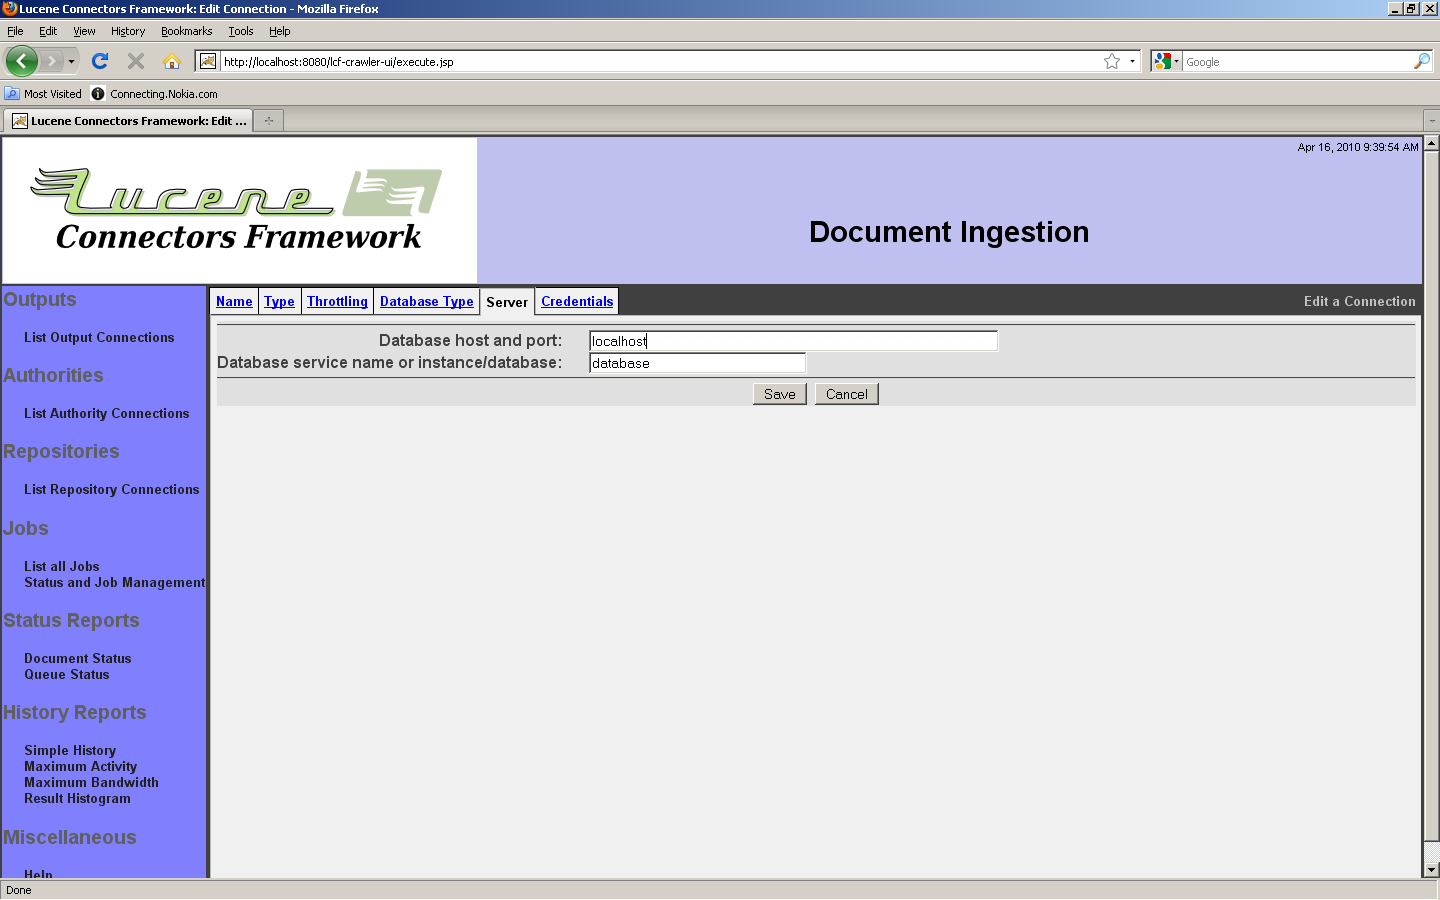 Lucene Connectors Framework: Edit Connection - Mozilla Firefox
File Edit View History Bookmarks Tools Help
http://localhost:8080/lcf-crawler-ui/execute.jsp
Google
Most Visited
Connecting.Nokia.com
Lucene Connectors Framework: Edit ...
Lucene
Connectors Framework
Apr 16, 2010 9:39:54 AM
Document Ingestion
Name Type Throttling Database Type Server Credentials
Edit a Connection
Database host and port: localhost
Database service name or instance/database: database
Save Cancel
Outputs
List Output Connections
Authorities
List Authority Connections
Repositories
List Repository Connections
Jobs
List all Jobs
Status and Job Management
Status Reports
Document Status
Queue Status
History Reports
Simple History
Maximum Activity
Maximum Bandwidth
Result Histogram
Miscellaneous
Help
Done